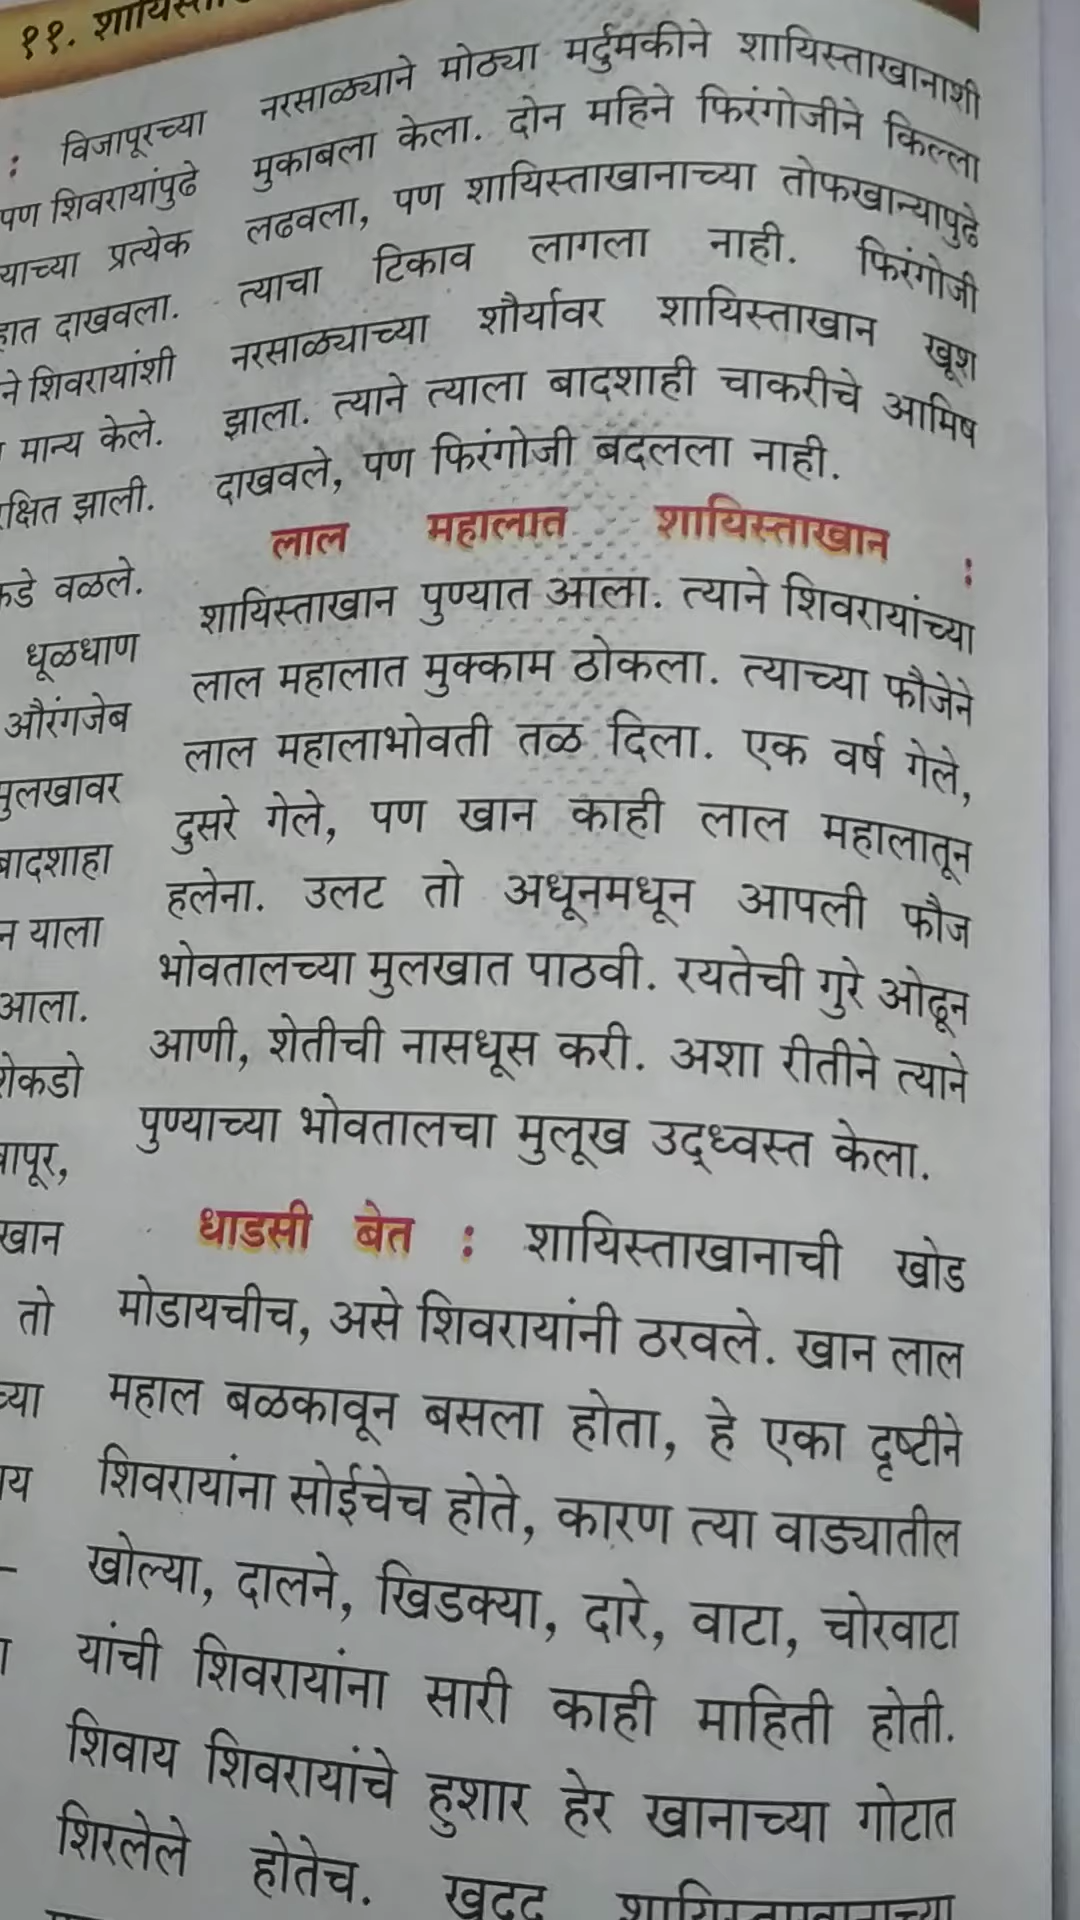 ११.
: विजापूरच्या
पण शिवरायांपुढे
प्रत्येक
दाखवला.
ने शिवरायांशी
मान्य केले.
झाली.
वळले.
धूळधाण
औरंगजेब
मुलखावर
याला
आला.
खान
तो
नरसाळ्याने मोठ्या मर्दुमकीने शायिस्ताखानाशी
मुकाबला केला. दोन महिने फिरंगोजीने किल्ला
लढवला, पण शायिस्ताखानाच्या तोफखान्यापुढे
त्याचा टिकाव लागला नाही. फिरंगोजी
नरसाळ्याच्या शौर्यावर शायिस्ताखान खूश
झाला. त्याने त्याला बादशाही चाकरीचे आमिष
दाखवले, पण फिरंगोजी बदलला नाही.
लाल महालात शायिस्ताखान :
शायिस्ताखान पुण्यात आला. त्याने शिवरायांच्या
लाल महालात मुक्काम ठोकला. त्याच्या फौजेने
लाल महालाभोवती तळ दिला. एक वर्ष गेले,
दुसरे गेले, पण खान काही लाल महालातून
हलेना. उलट तो अधूनमधून आपली फौज
भोवतालच्या मुलखात पाठवी. रयतेची गुरे ओढून
आणी, शेतीची नासधूस करी. अशा रीतीने त्याने
पुण्याच्या भोवतालचा मुलूख उद्ध्वस्त केला.
धाडसी बेत : शायिस्ताखानाची खोड
मोडायचीच, असे शिवरायांनी ठरवले. खान लाल
महाल बळकावून बसला होता, हे एका दृष्टीने
शिवरायांना सोईचेच होते, कारण त्या वाड्यातील
खोल्या, दालने, खिडक्या, दारे, वाटा, चोरवाटा
यांची शिवरायांना सारी काही माहिती होती.
शिवाय शिवरायांचे हुशार हेर खानाच्या गोटात
शिरलेले होतेच. खुद्द शायिस्ताखानाच्या